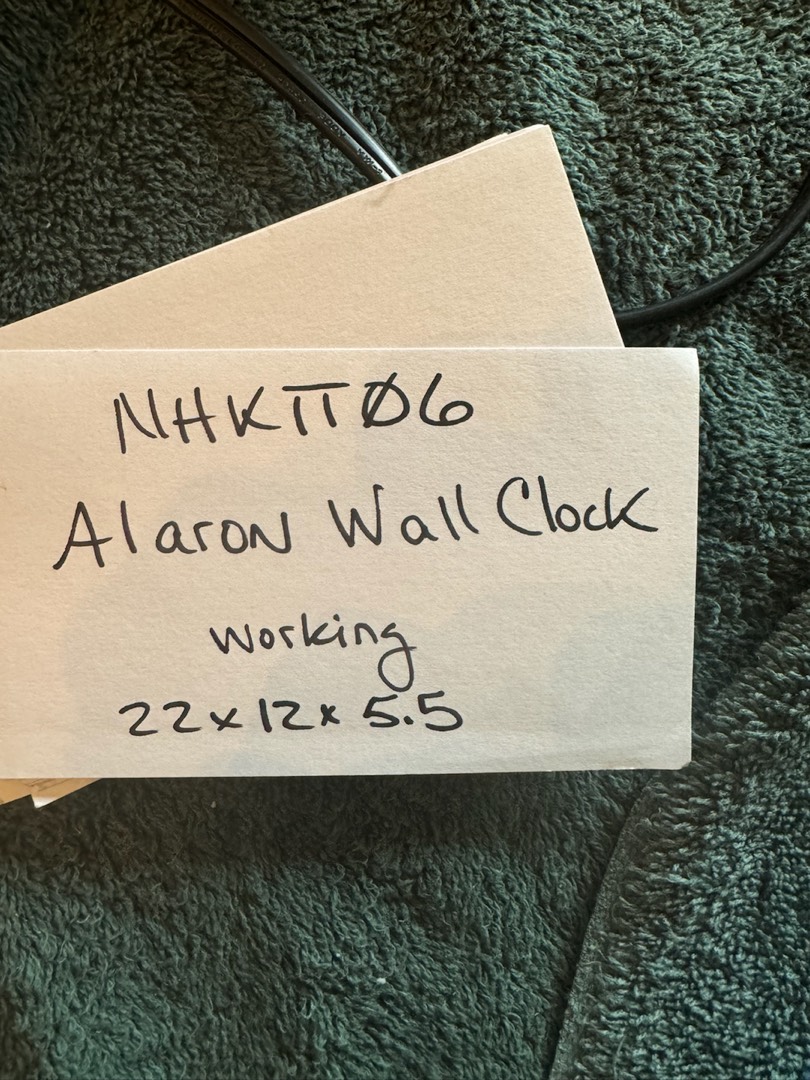 NHKTT06
Alaron Wall Clock
Working
22x12x5.5